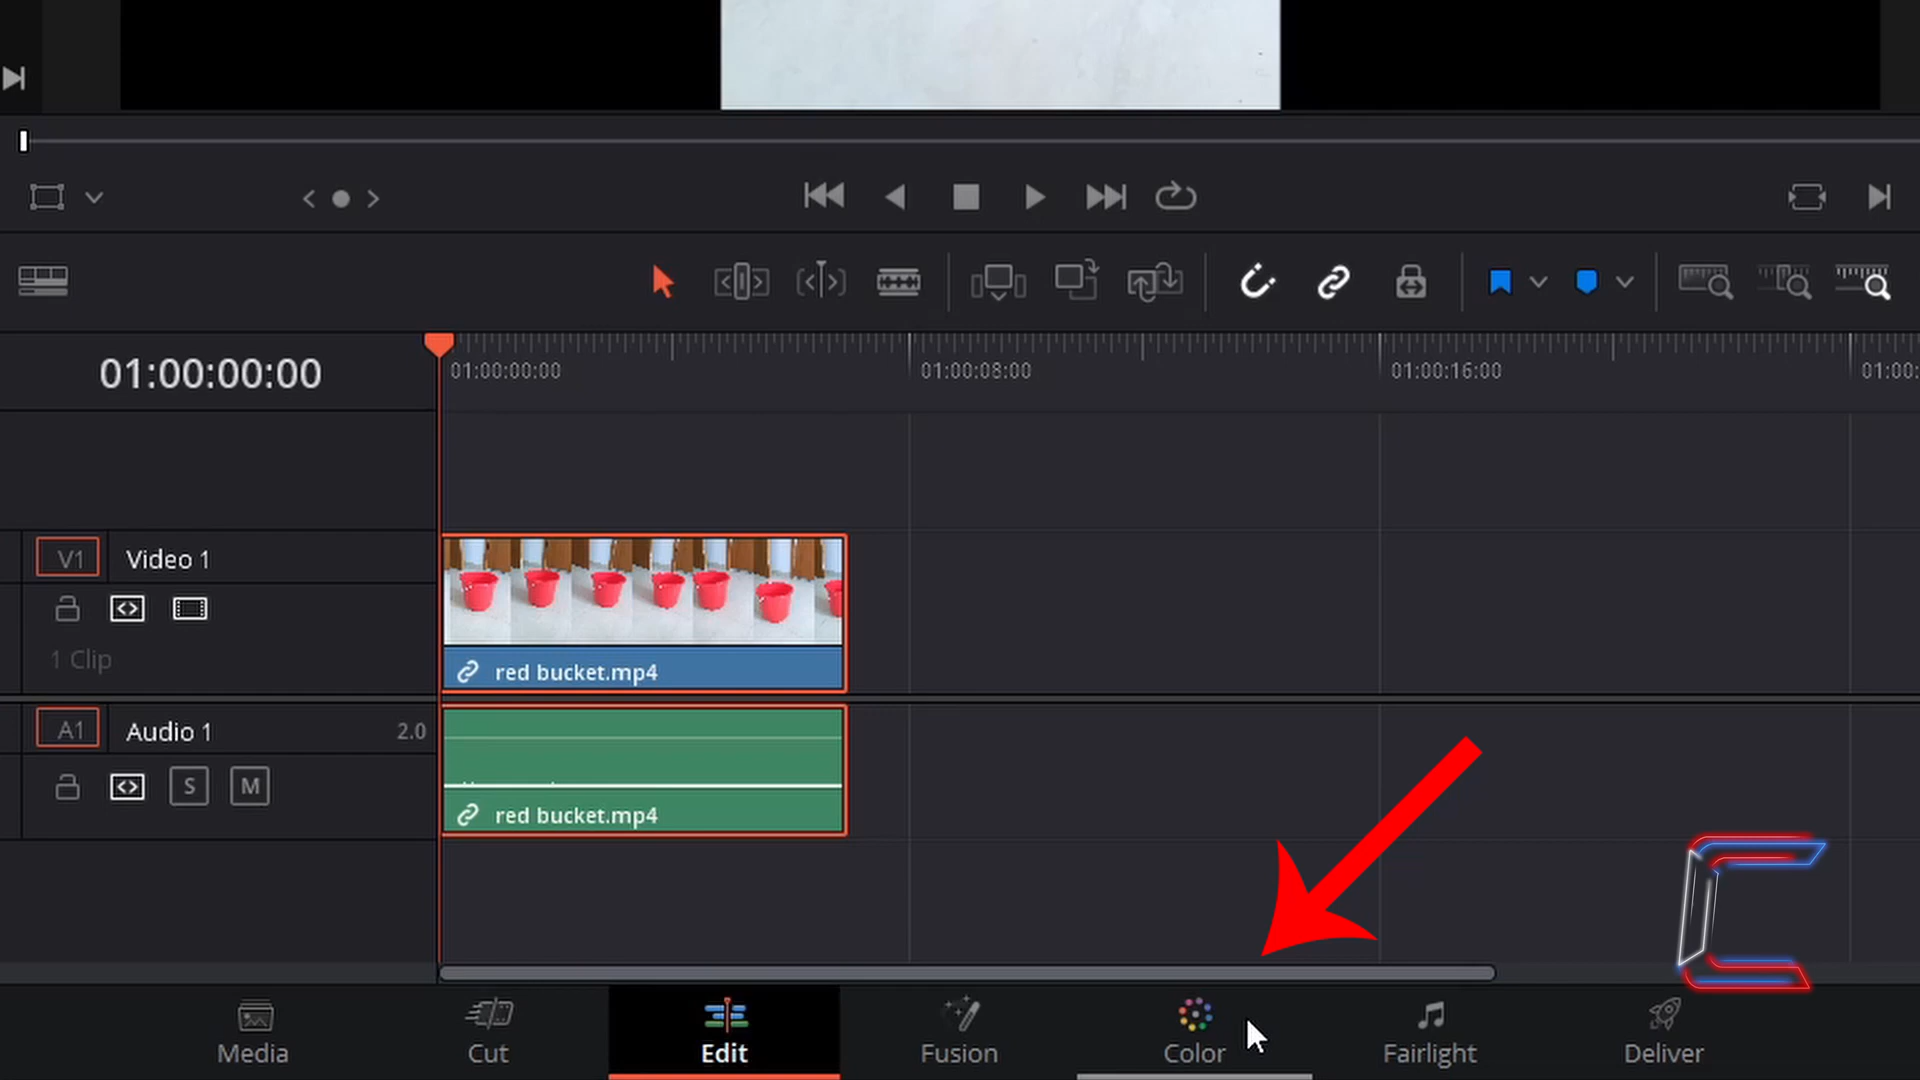 01:00:00:00
01:00:00:00
01:00:08:00
01:00:16:00
01:00:
V1
Video 1
1 Clip
red bucket.mp4
A1
Audio 1
2.0
S
M
red bucket.mp4
Media
Cut
Edit
Fusion
Color
Fairlight
Deliver